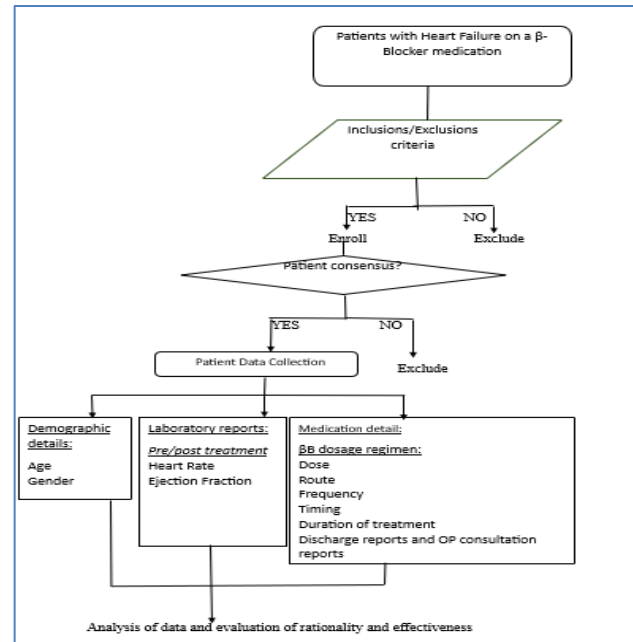 Patients with Heart Failure on a β-
Blocker medication
Inclusions/Exclusions
criteria
YES
NO
Enroll
Exclude
Patient consensus?
YES
NO
Patient Data Collection
Exclude
Demographic
details:
Age
Gender
Laboratory reports:
Pre/post treatment
Heart Rate
Ejection Fraction
Medication detail:
βB dosage regimen:
Dose
Route
Frequency
Timing
Duration of treatment
Discharge reports and OP consultation
reports
Analysis of data and evaluation of rationality and effectiveness